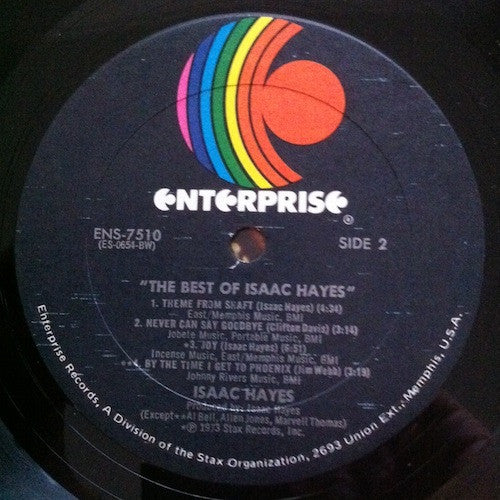 ENTERPRISE
®
ENS-7510
(ES-0654-BW)
SIDE 2
"THE BEST OF ISAAC HAYES"
1. THEME FROM SHAFT (Isaac Hayes) (4:34)
East/Memphis Music, BMI
2. NEVER CAN SAY GOODBYE (Clifton Davis) (3:14)
Jobete Music, Portable Music, BMI
*3. JOY (Isaac Hayes) (6:51)
Incense Music, East/Memphis Music, BMI
**4. BY THE TIME I GET TO PHOENIX (Jim Webb) (3:19)
Johnny Rivers Music, BMI
ISAAC HAYES
Produced by: Isaac Hayes
(Except **Al Bell, Allen Jones, Marvell Thomas)
℗ 1973 Stax Records, Inc.
Enterprise Records, A Division of the Stax Organization, 2693 Union Ext., Memphis, U.S.A.